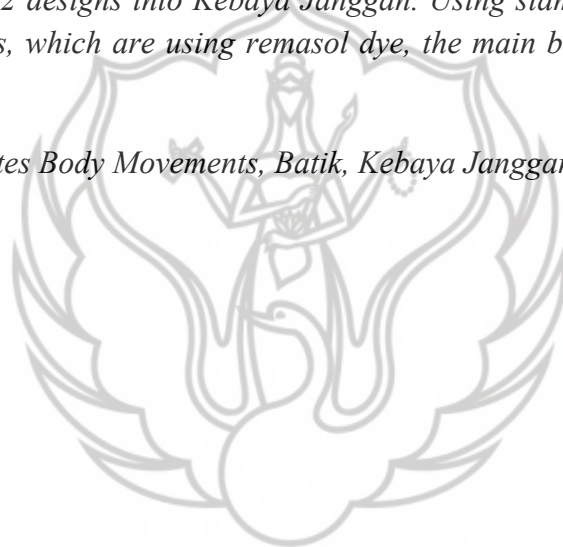 2 designs into Kebaya Janggan. Using
s, which are using remasol dye, the main b
tes Body Movements, Batik, Kebaya Janggan